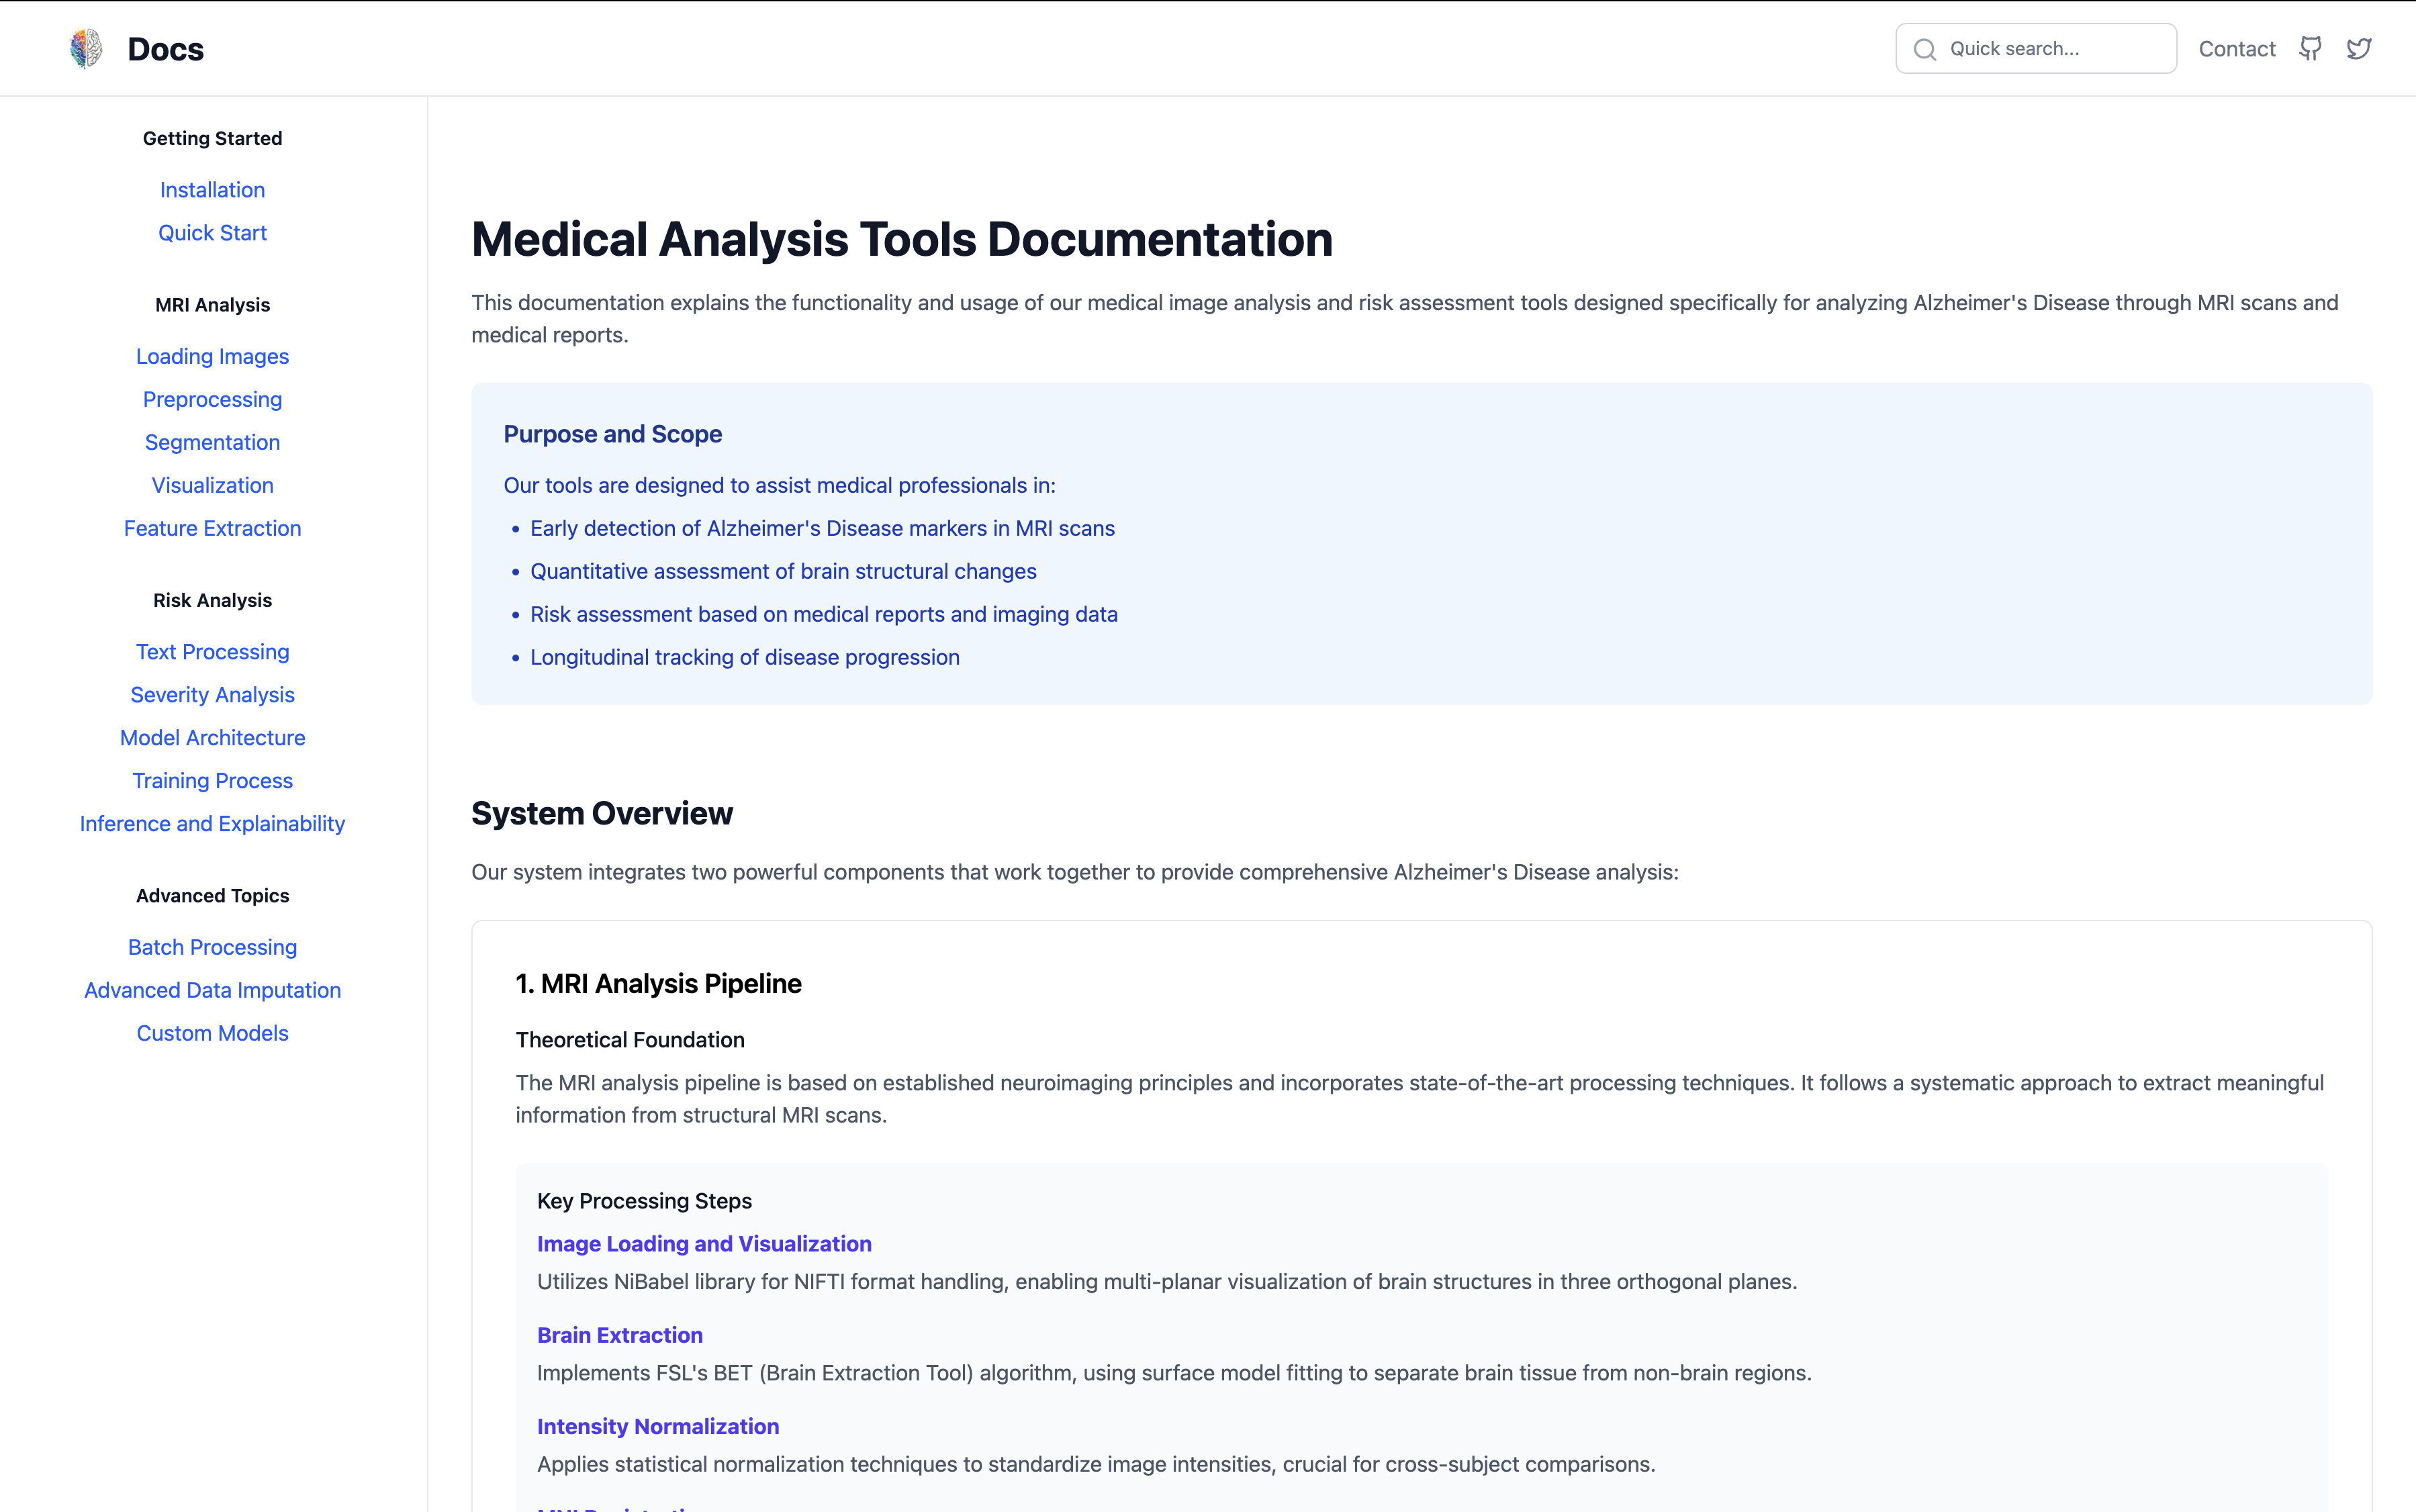 Docs
Quick search...
Contact
Getting Started
Installation
Quick Start
MRI Analysis
Loading Images
Preprocessing
Segmentation
Visualization
Feature Extraction
Risk Analysis
Text Processing
Severity Analysis
Model Architecture
Training Process
Inference and Explainability
Advanced Topics
Batch Processing
Advanced Data Imputation
Custom Models
Medical Analysis Tools Documentation
This documentation explains the functionality and usage of our medical image analysis and risk assessment tools designed specifically for analyzing Alzheimer's Disease through MRI scans and
medical reports.
Purpose and Scope
Our tools are designed to assist medical professionals in:
• Early detection of Alzheimer's Disease markers in MRI scans
• Quantitative assessment of brain structural changes
• Risk assessment based on medical reports and imaging data
• Longitudinal tracking of disease progression
System Overview
Our system integrates two powerful components that work together to provide comprehensive Alzheimer's Disease analysis:
1. MRI Analysis Pipeline
Theoretical Foundation
The MRI analysis pipeline is based on established neuroimaging principles and incorporates state-of-the-art processing techniques. It follows a systematic approach to extract meaningful
information from structural MRI scans.
Key Processing Steps
Image Loading and Visualization
Utilizes NiBabel library for NIFTI format handling, enabling multi-planar visualization of brain structures in three orthogonal planes.
Brain Extraction
Implements FSL's BET (Brain Extraction Tool) algorithm, using surface model fitting to separate brain tissue from non-brain regions.
Intensity Normalization
Applies statistical normalization techniques to standardize image intensities, crucial for cross-subject comparisons.